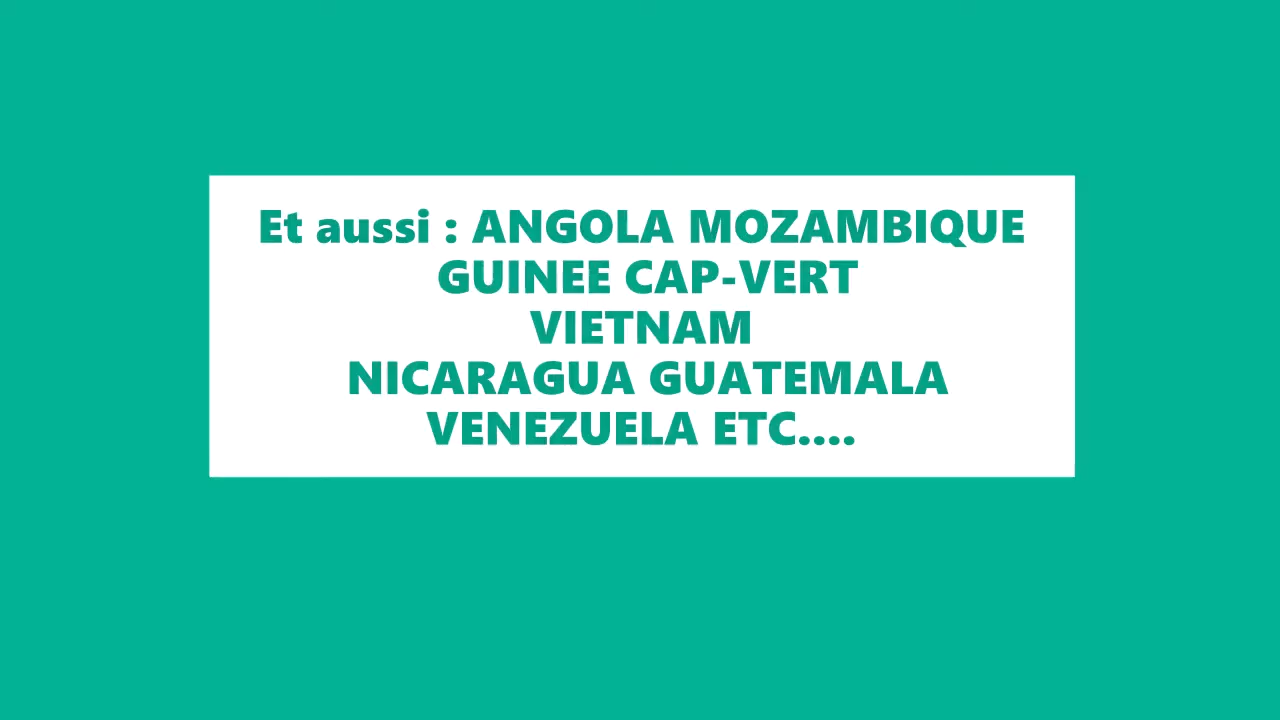 Et aussi : ANGOLA MOZAMBIQUE
GUINEE CAP-VERT
VIETNAM
NICARAGUA GUATEMALA
VENEZUELA ETC....